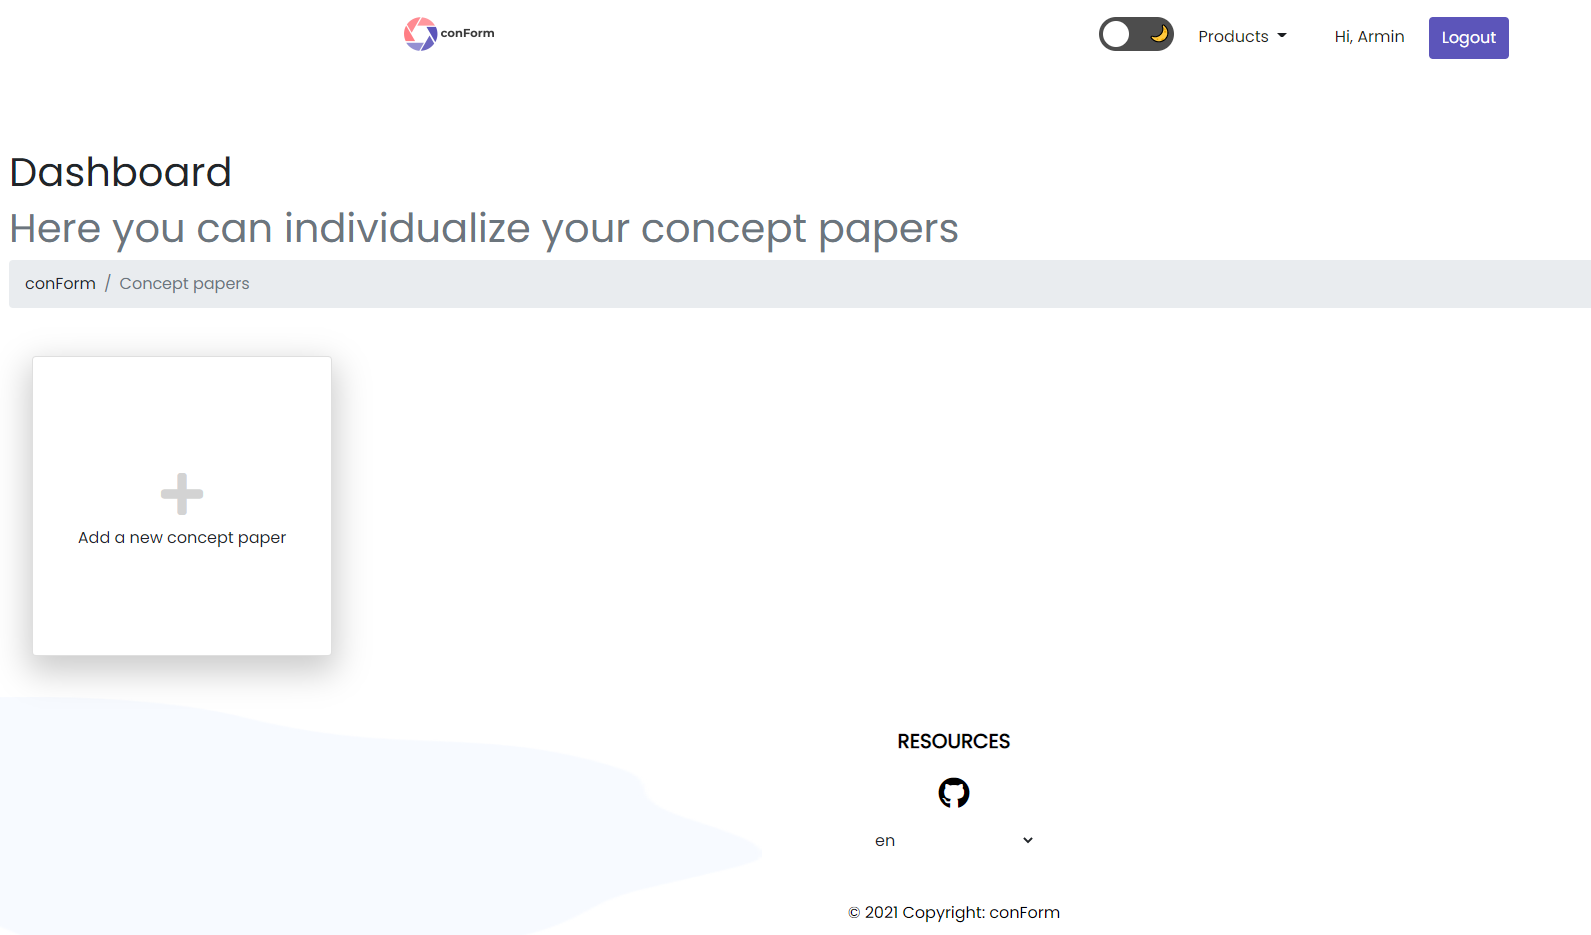 conForm
Products
Hi, Armin
Logout
Dashboard
Here you can individualize your concept papers
conForm / Concept papers
Add a new concept paper
RESOURCES
en
© 2021 Copyright: conForm